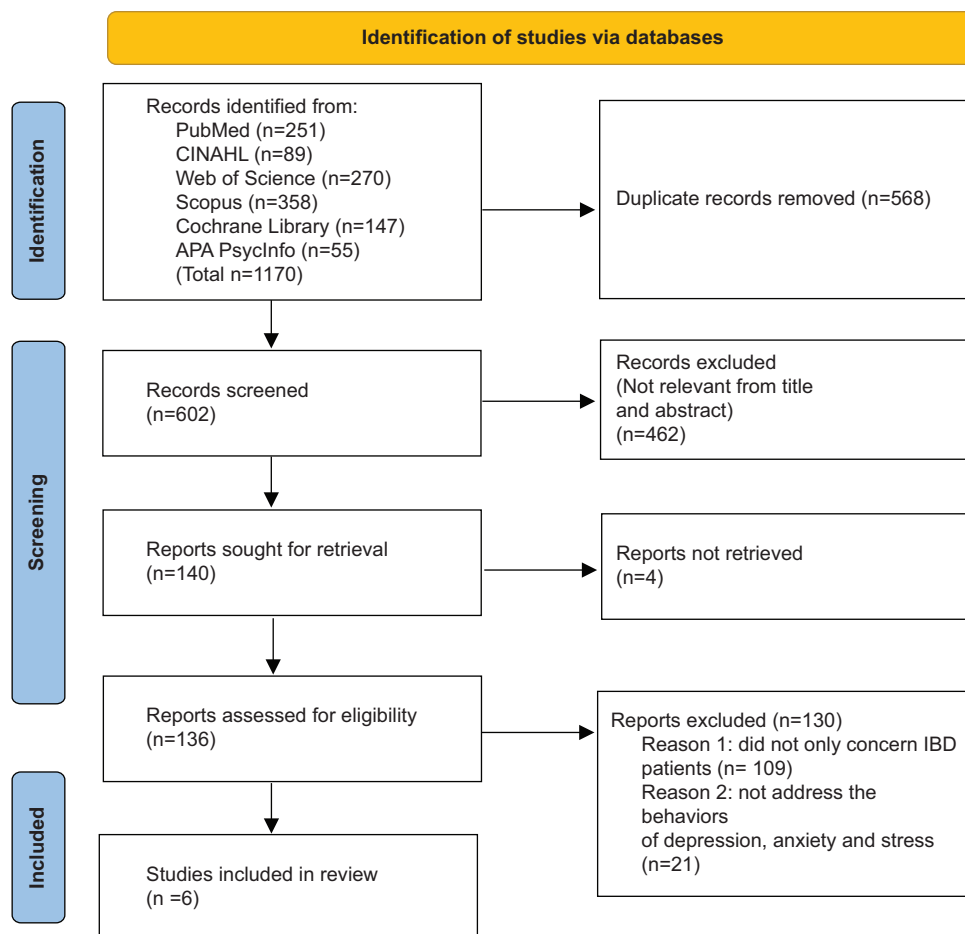 Identification of studies via databases
Identification
Records identified from:
PubMed (n=251)
CINAHL (n=89)
Web of Science (n=270)
Scopus (n=358)
Cochrane Library (n=147)
APA PsycInfo (n=55)
(Total n=1170)
Duplicate records removed (n=568)
Screening
Records screened
(n=602)
Records excluded
(Not relevant from title
and abstract)
(n=462)
Reports sought for retrieval
(n=140)
Reports not retrieved
(n=4)
Reports assessed for eligibility
(n=136)
Reports excluded (n=130)
Reason 1: did not only concern IBD
patients (n= 109)
Reason 2: not address the
behaviors
of depression, anxiety and stress
(n=21)
Included
Studies included in review
(n =6)